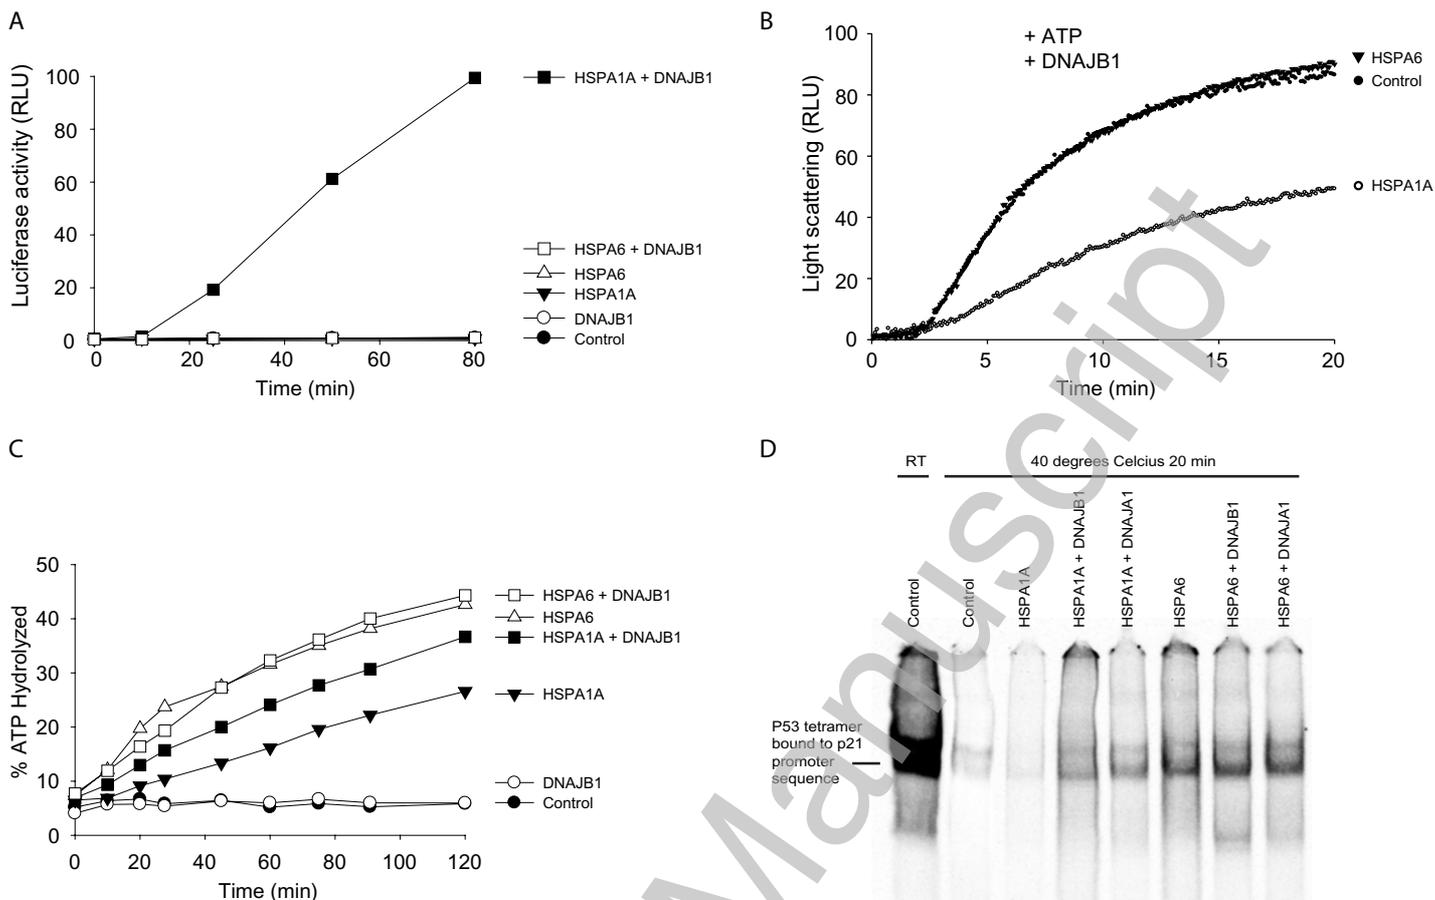 A
Luciferase activity (RLU)
100
80
60
40
20
0
0 20 40 60 80
Time (min)
HSPA1A + DNAJB1
HSPA6 + DNAJB1
HSPA6
HSPA1A
DNAJB1
Control
B
+ ATP
+ DNAJB1
Light scattering (RLU)
100
80
60
40
20
0
0 5 10 15 20
Time (min)
HSPA6
Control
HSPA1A
C
% ATP Hydrolyzed
50
40
30
20
10
0
0 20 40 60 80 100 120
Time (min)
HSPA6 + DNAJB1
HSPA6
HSPA1A + DNAJB1
HSPA1A
DNAJB1
Control
D
RT
40 degrees Celcius 20 min
Control
Control
HSPA1A
HSPA1A + DNAJB1
HSPA1A + DNAJA1
HSPA6
HSPA6 + DNAJB1
HSPA6 + DNAJA1
P53 tetramer
bound to p21
promoter
sequence
Manuscript